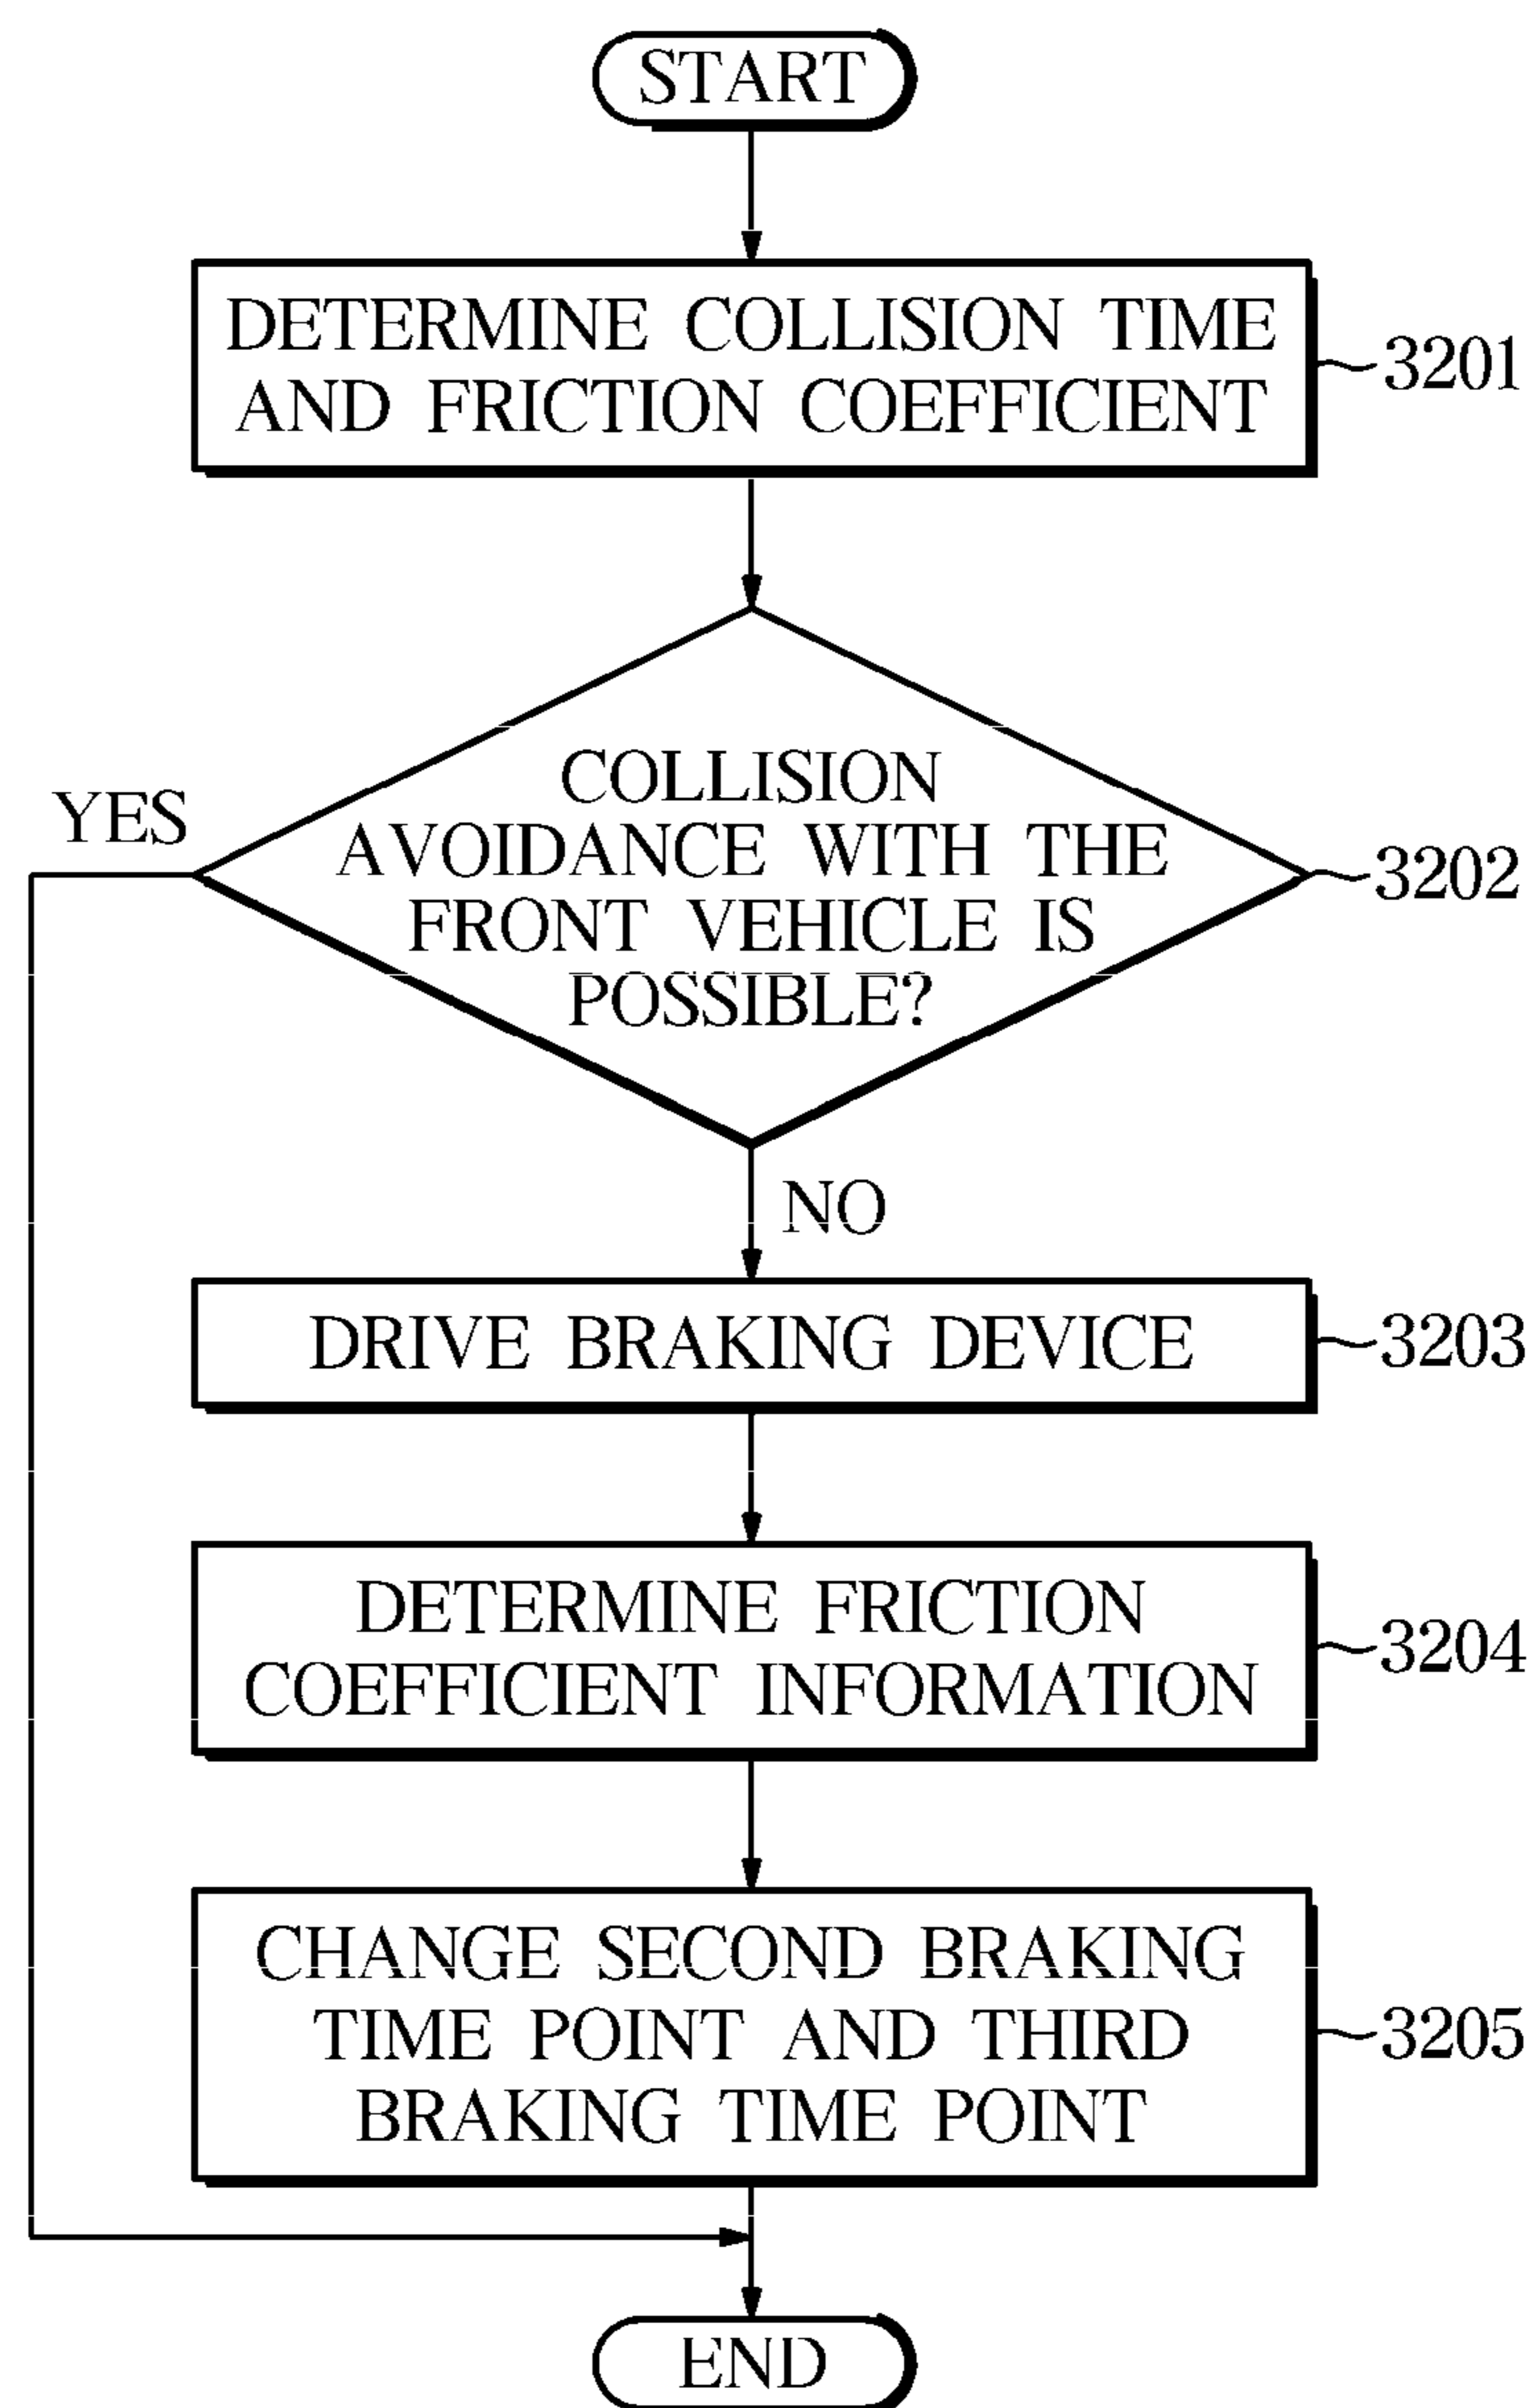 START
DETERMINE COLLISION TIME
AND FRICTION COEFFICIENT
3201
COLLISION
AVOIDANCE WITH THE
FRONT VEHICLE IS
POSSIBLE?
3202
YES
NO
DRIVE BRAKING DEVICE
3203
DETERMINE FRICTION
COEFFICIENT INFORMATION
3204
CHANGE SECOND BRAKING
TIME POINT AND THIRD
BRAKING TIME POINT
3205
END